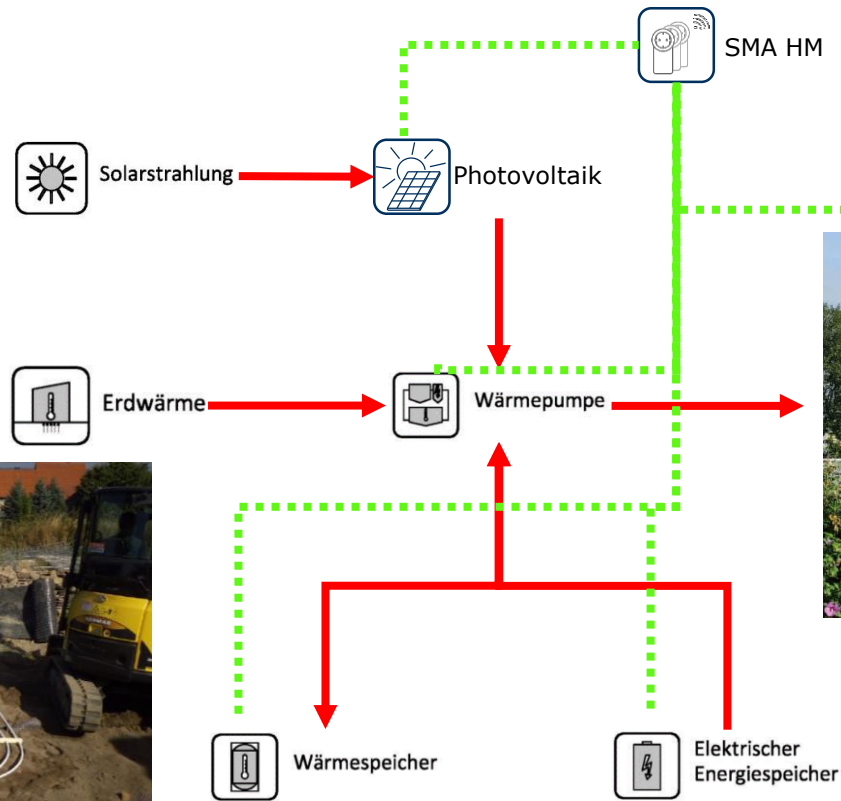 SMA HM
Solarstrahlung
Photovoltaik
Erdwärme
Wärmepumpe
Wärmespeicher
Elektrischer
Energiespeicher